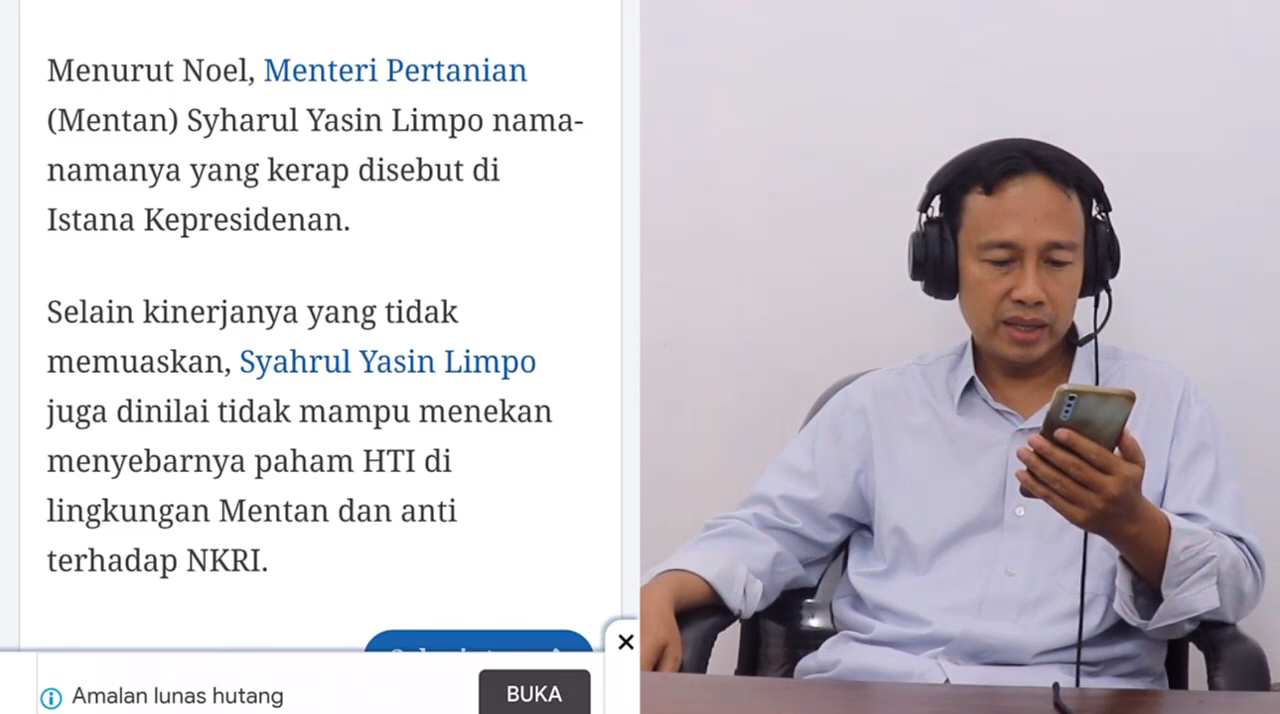 Menurut Noel, Menteri Pertanian
(Mentan) Syharul Yasin Limpo nama-
namanya yang kerap disebut di
Istana Kepresidenan.
Selain kinerjanya yang tidak
memuaskan, Syahrul Yasin Limpo
juga dinilai tidak mampu menekan
menyebarnya paham HTI di
lingkungan Mentan dan anti
terhadap NKRI.
Amalan lunas hutang
BUKA